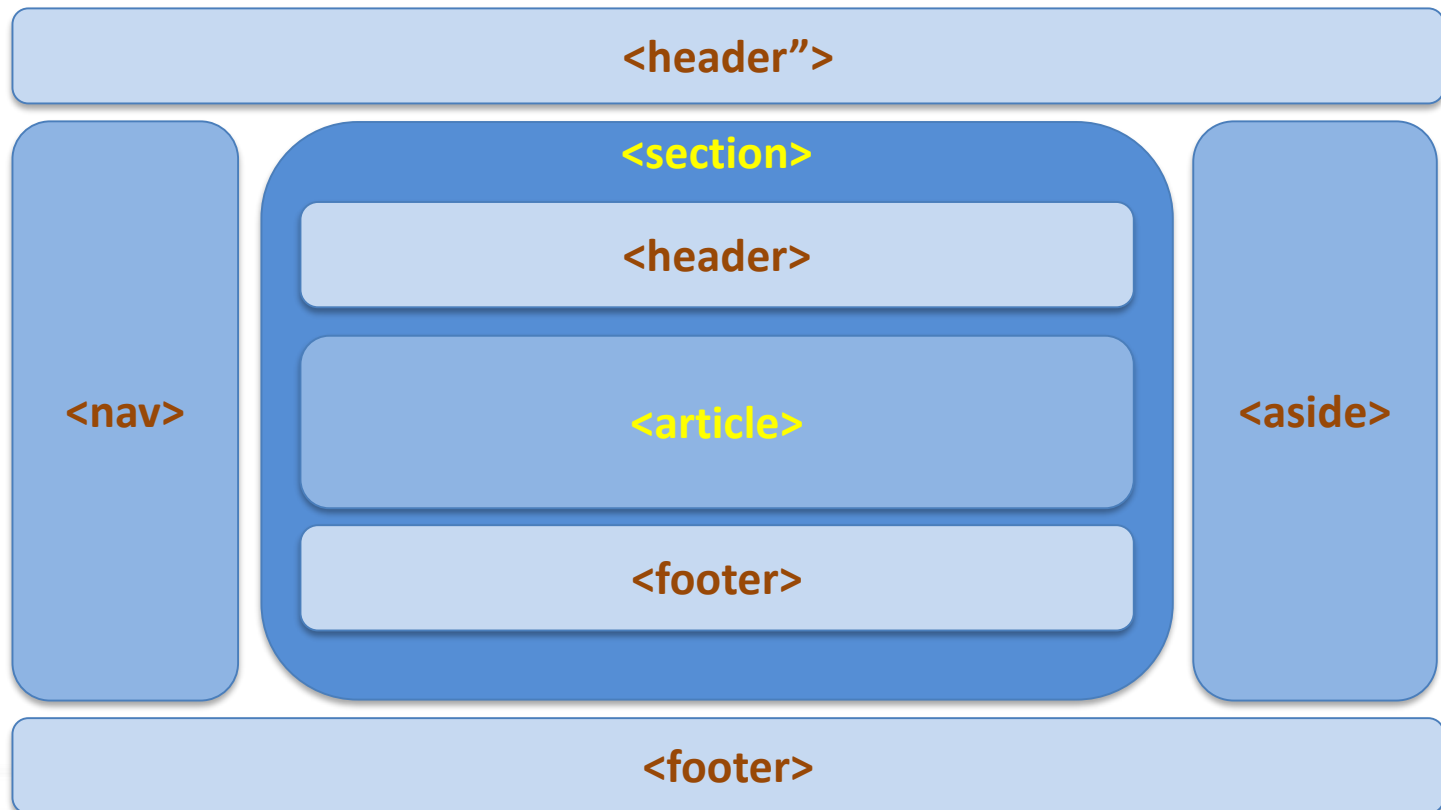 <header”>
<section>
<header>
<nav>
<article>
<aside>
<footer>
<footer>